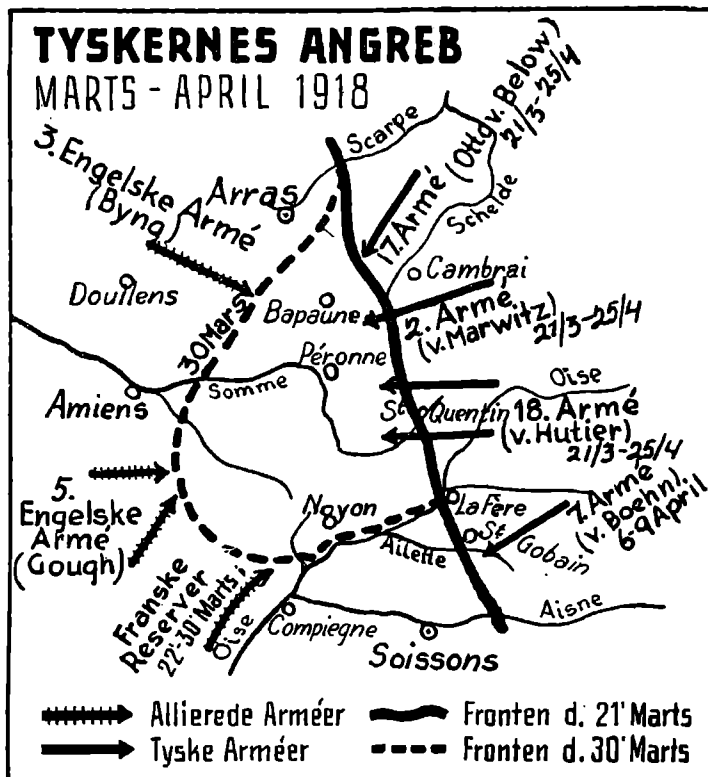 TYSKERNES ANGREB
MARTS - APRIL 1918
3. Engelske Armé
(Byng)
Arras
Scarpe
17. Armé (Otto v. Below)
21/3-25/4
Schelde
Doullens
Cambrai
Bapaune
2. Armé
(v. Marwitz)
21/3-25/4
30 Mars
Péronne
Somme
Amiens
Oise
St Quentin
18. Armé
(v. Hutier)
21/3-25/4
5.
Engelske
Armé
(Gough)
Noyon
La Fère
St
Gobain
7. Armé
(v. Boehn).
6-9 April
Ailette
Franske
Reserver
22'-30' Marts
Oise
Compiegne
Aisne
Soissons
Allierede Arméer
Fronten d. 21' Marts
Tyske Arméer
Fronten d. 30' Marts